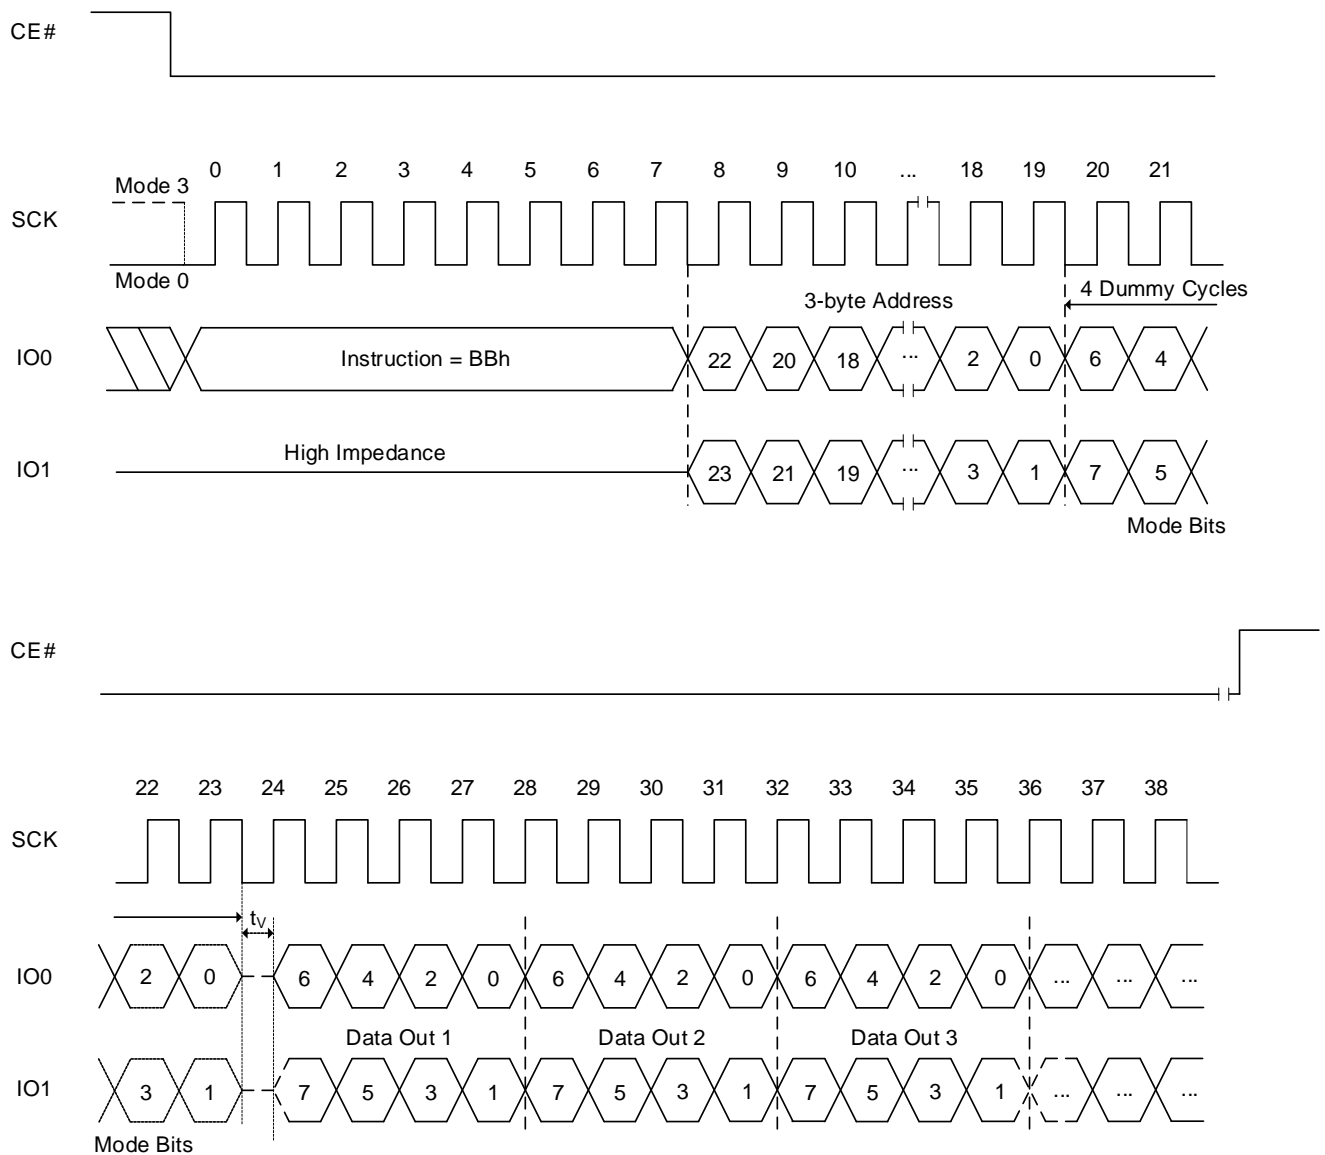 CE#
0 1 2 3 4 5 6 7 8 9 10 ... 18 19 20 21
Mode 3
SCK
Mode 0
3-byte Address
4 Dummy Cycles
IO0 Instruction = BBh 22 20 18 ... 2 0 6 4
High Impedance
IO1 23 21 19 ... 3 1 7 5
Mode Bits
CE#
22 23 24 25 26 27 28 29 30 31 32 33 34 35 36 37 38
SCK
tV
IO0 2 0 6 4 2 0 6 4 2 0 6 4 2 0 ... ... ...
Data Out 1 Data Out 2 Data Out 3
IO1 3 1 7 5 3 1 7 5 3 1 7 5 3 1 ... ... ...
Mode Bits